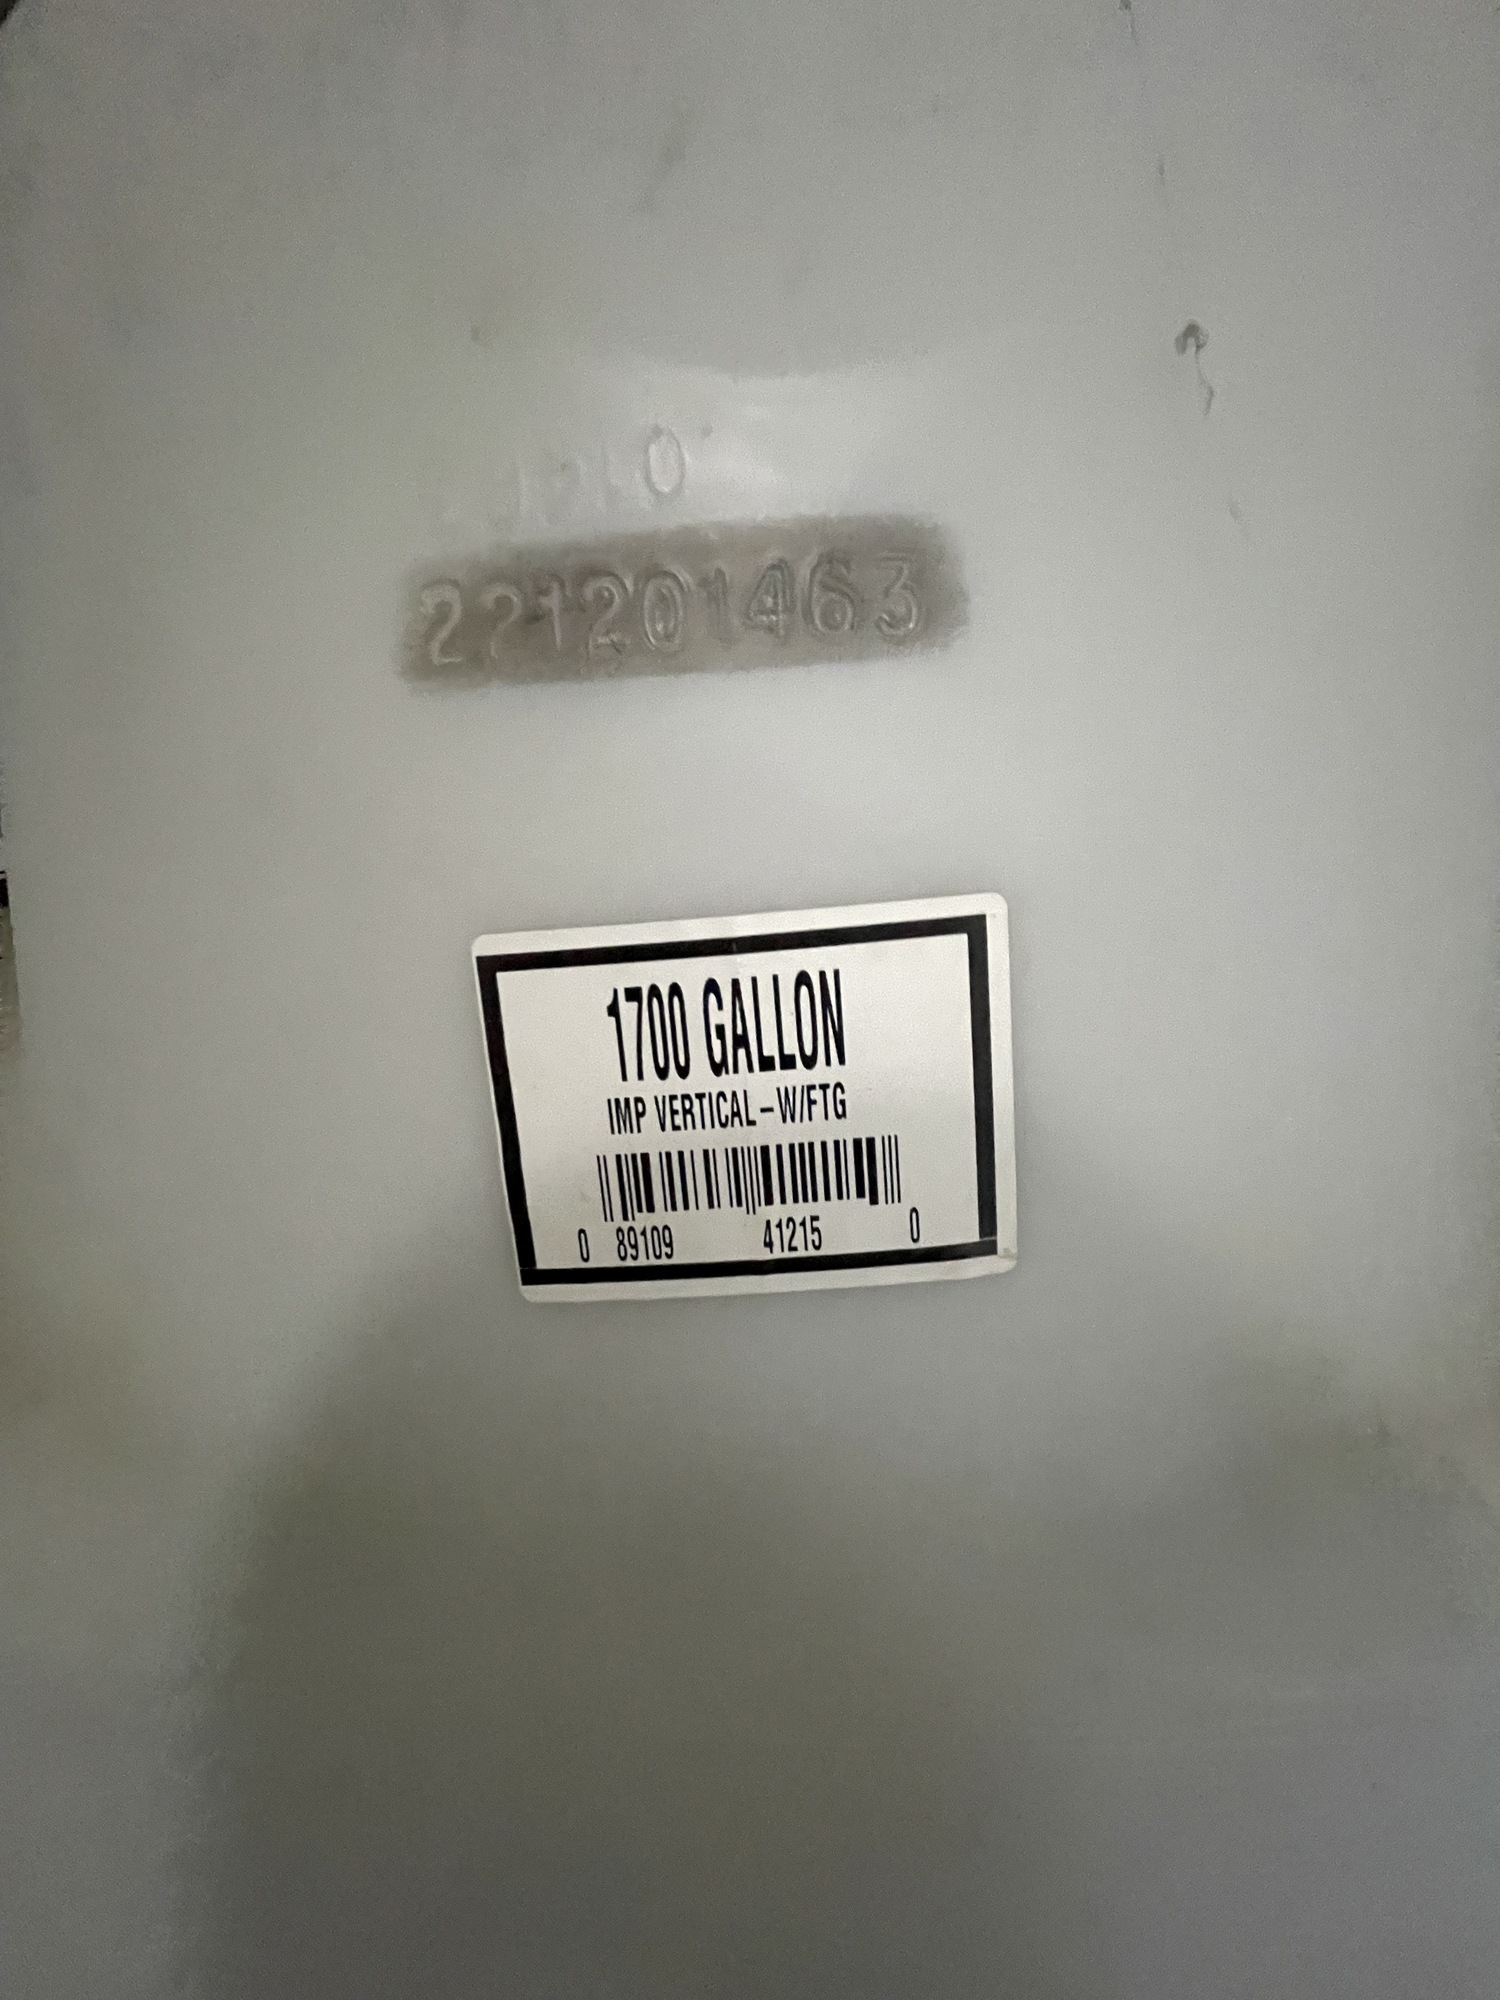 221201463
1700 GALLON
IMP VERTICAL-W/FTG
0 89109 41215 0